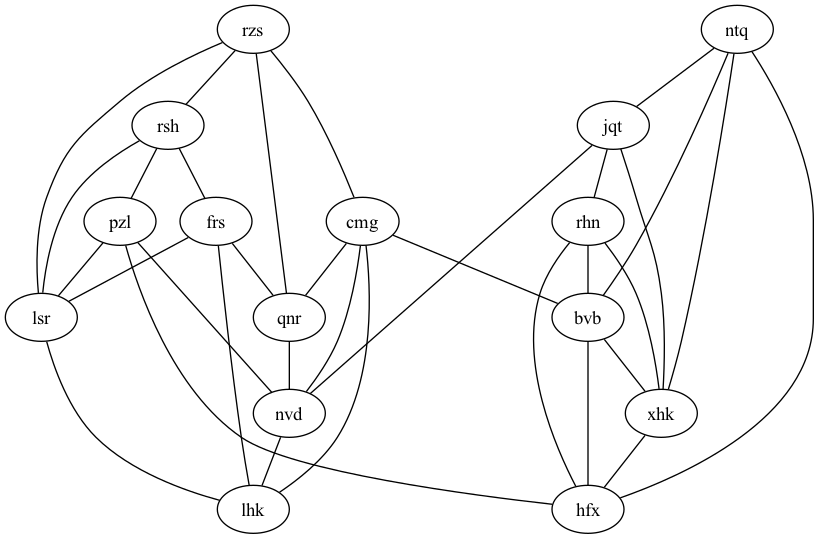 rzs ntq
rsh jqt
pzl frs cmg rhn
lsr qnr bvb
nvd xhk
lhk hfx